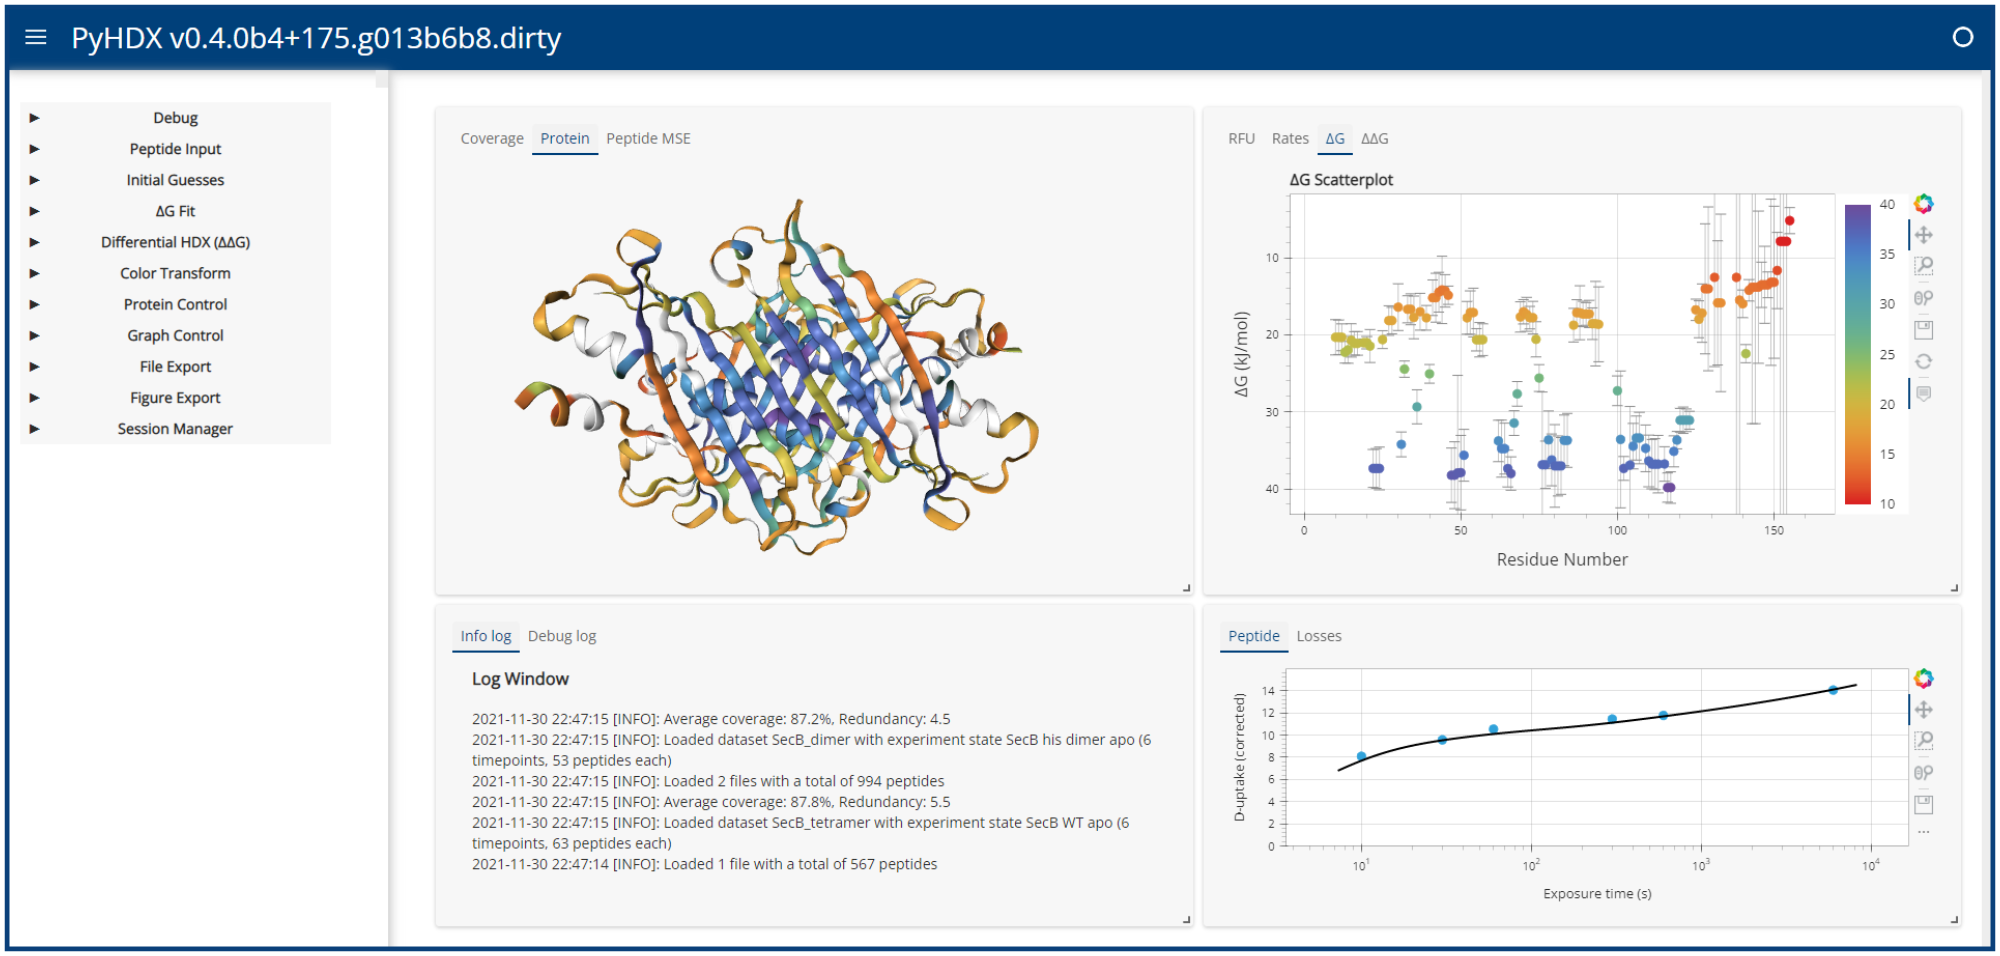 PyHDX v0.4.0b4+175.g013b6b8.dirty
Debug
Peptide Input
Initial Guesses
ΔG Fit
Differential HDX (ΔΔG)
Color Transform
Protein Control
Graph Control
File Export
Figure Export
Session Manager
Coverage Protein Peptide MSE
RFU Rates ΔG ΔΔG
ΔG Scatterplot
ΔG (kJ/mol)
10
20
30
40
0 50 100 150
Residue Number
40
35
30
25
20
15
10
Info log Debug log
Log Window
2021-11-30 22:47:15 [INFO]: Average coverage: 87.2%, Redundancy: 4.5
2021-11-30 22:47:15 [INFO]: Loaded dataset SecB_dimer with experiment state SecB his dimer apo (6
timepoints, 53 peptides each)
2021-11-30 22:47:15 [INFO]: Loaded 2 files with a total of 994 peptides
2021-11-30 22:47:15 [INFO]: Average coverage: 87.8%, Redundancy: 5.5
2021-11-30 22:47:15 [INFO]: Loaded dataset SecB_tetramer with experiment state SecB WT apo (6
timepoints, 63 peptides each)
2021-11-30 22:47:14 [INFO]: Loaded 1 file with a total of 567 peptides
Peptide Losses
D-uptake (corrected)
14
12
10
8
6
4
2
0
10¹ 10² 10³ 10⁴
Exposure time (s)